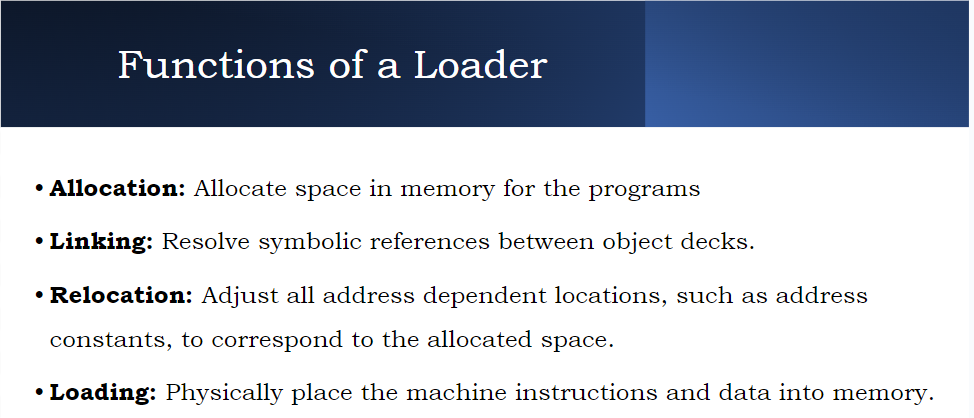 Functions of a Loader
• Allocation: Allocate space in memory for the programs
• Linking: Resolve symbolic references between object decks.
• Relocation: Adjust all address dependent locations, such as address
constants, to correspond to the allocated space.
• Loading: Physically place the machine instructions and data into memory.